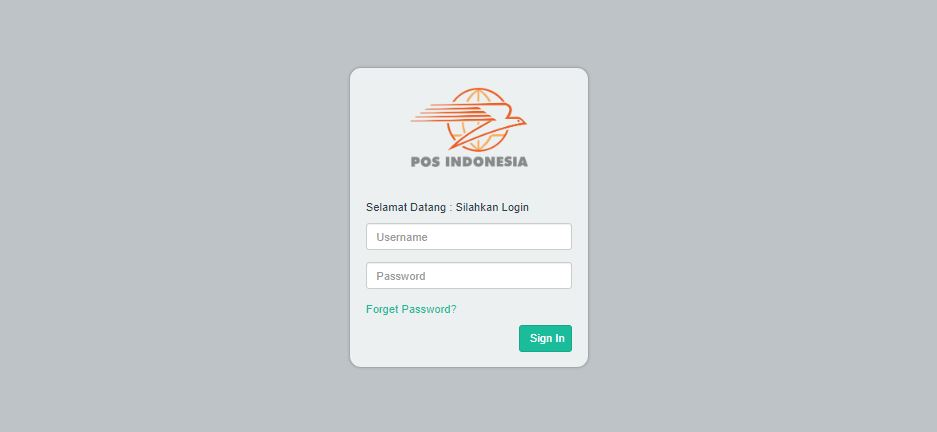 POS INDONESIA
Selamat Datang : Silahkan Login
Username
Password
Forget Password?
Sign In